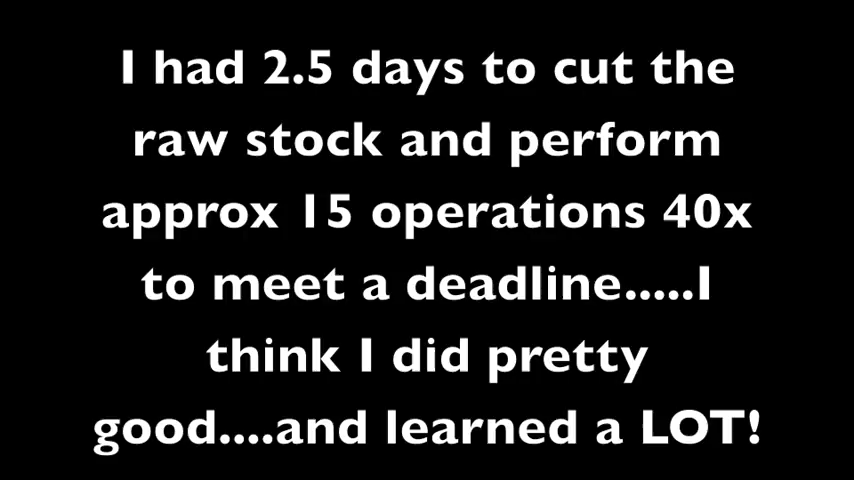 I had 2.5 days to cut the
raw stock and perform
approx 15 operations 40x
to meet a deadline.....I
think I did pretty
good....and learned a LOT!